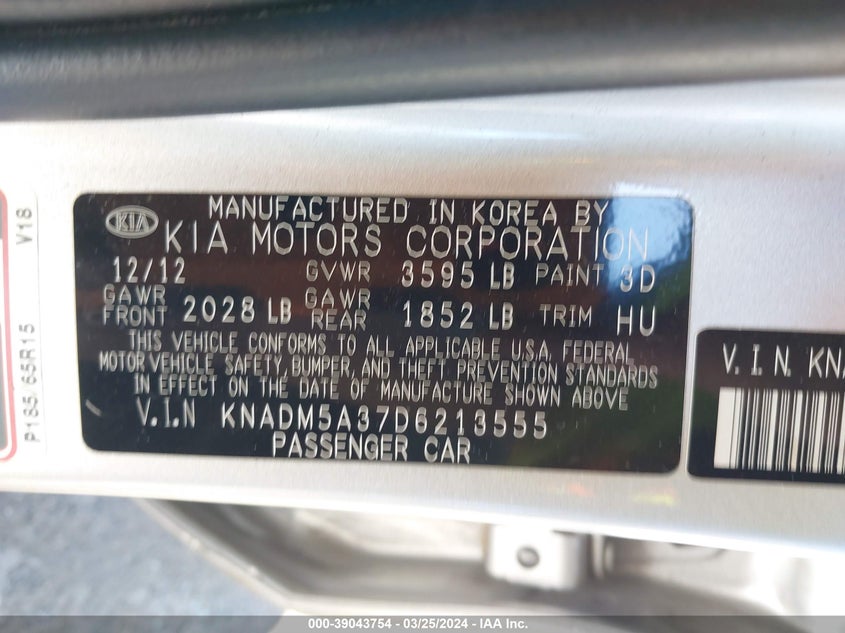 KIA
MANUFACTURED IN KOREA BY
KIA MOTORS CORPORATION
12/12 GVWR 3595 LB PAINT 3D
GAWR FRONT 2028 LB GAWR REAR 1852 LB TRIM HU
THIS VEHICLE CONFORMS TO ALL APPLICABLE U.S.A. FEDERAL
MOTOR VEHICLE SAFETY, BUMPER, AND THEFT PREVENTION STANDARDS
IN EFFECT ON THE DATE OF MANUFACTURE SHOWN ABOVE
V.I.N KNADM5A37D6213555
PASSENGER CAR
P185/65R15 V18
V.I.N. KNA
000-39043754 - 03/25/2024 - IAA Inc.